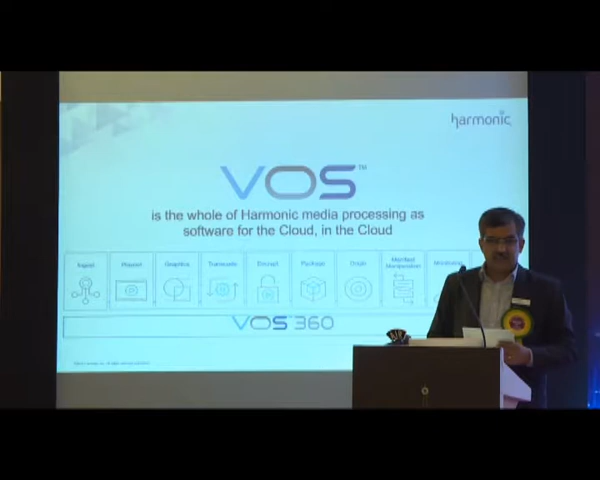 harmonic
VOS™
is the whole of Harmonic media processing as
software for the Cloud, in the Cloud
Ingest Playout Graphics Transcode Encrypt Package Origin Manifest Manipulation
VOS 360